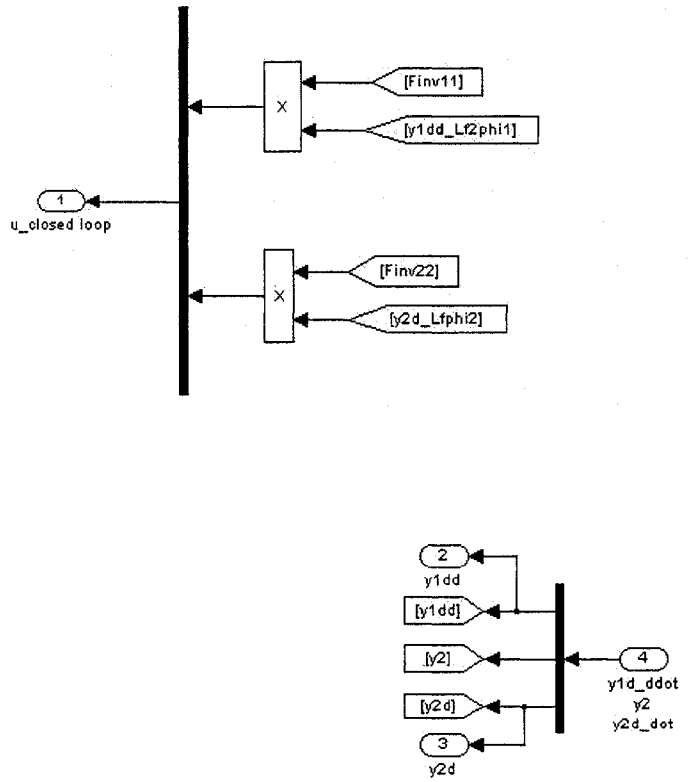 [Finv11]
X
[y1dd_Lf2phi1]
1
u_closed loop
[Finv22]
X
[y2d_Lfphi2]
2
y1dd
[y1dd]
[y2]
4
y1d_ddot
y2
y2d_dot
[y2d]
3
y2d